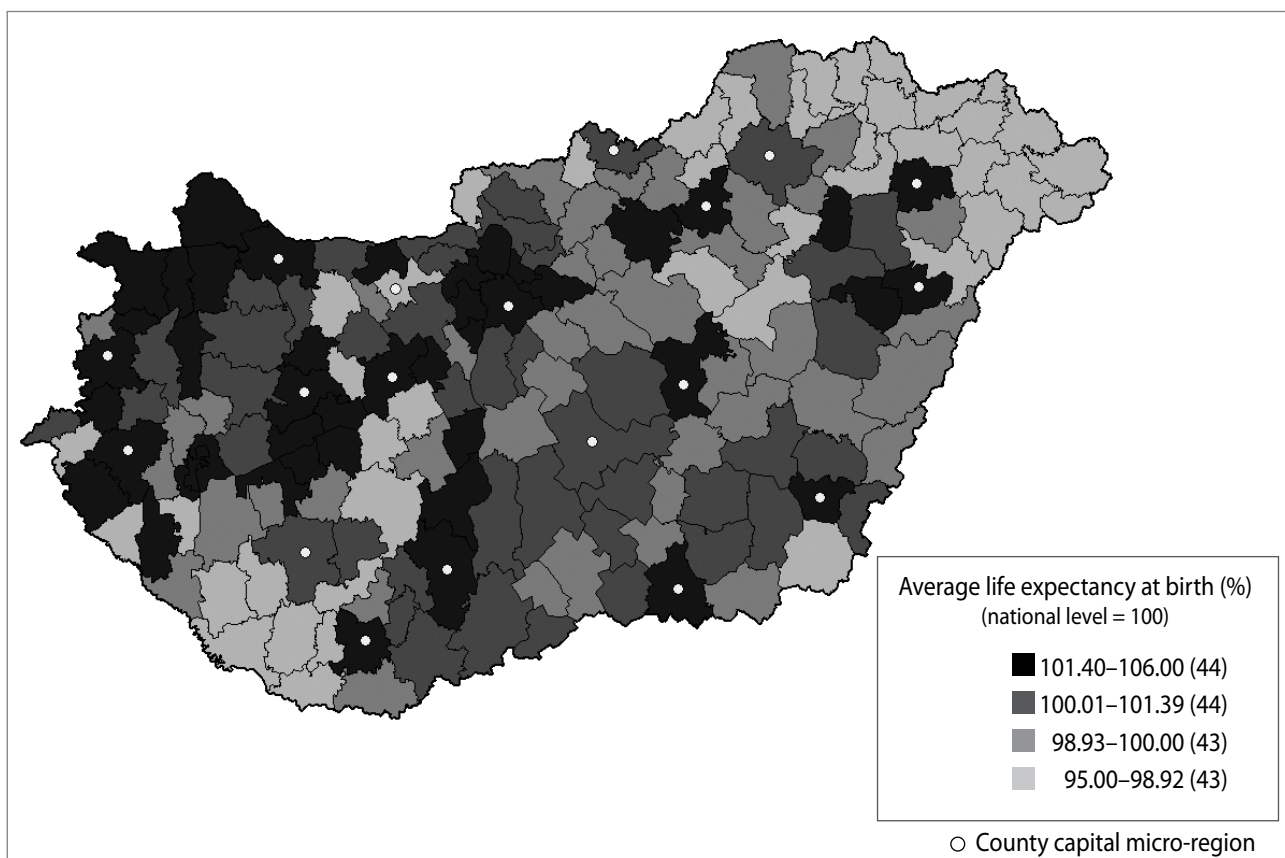 Average life expectancy at birth (%)
(national level = 100)
101.40–106.00 (44)
100.01–101.39 (44)
98.93–100.00 (43)
95.00–98.92 (43)
County capital micro-region